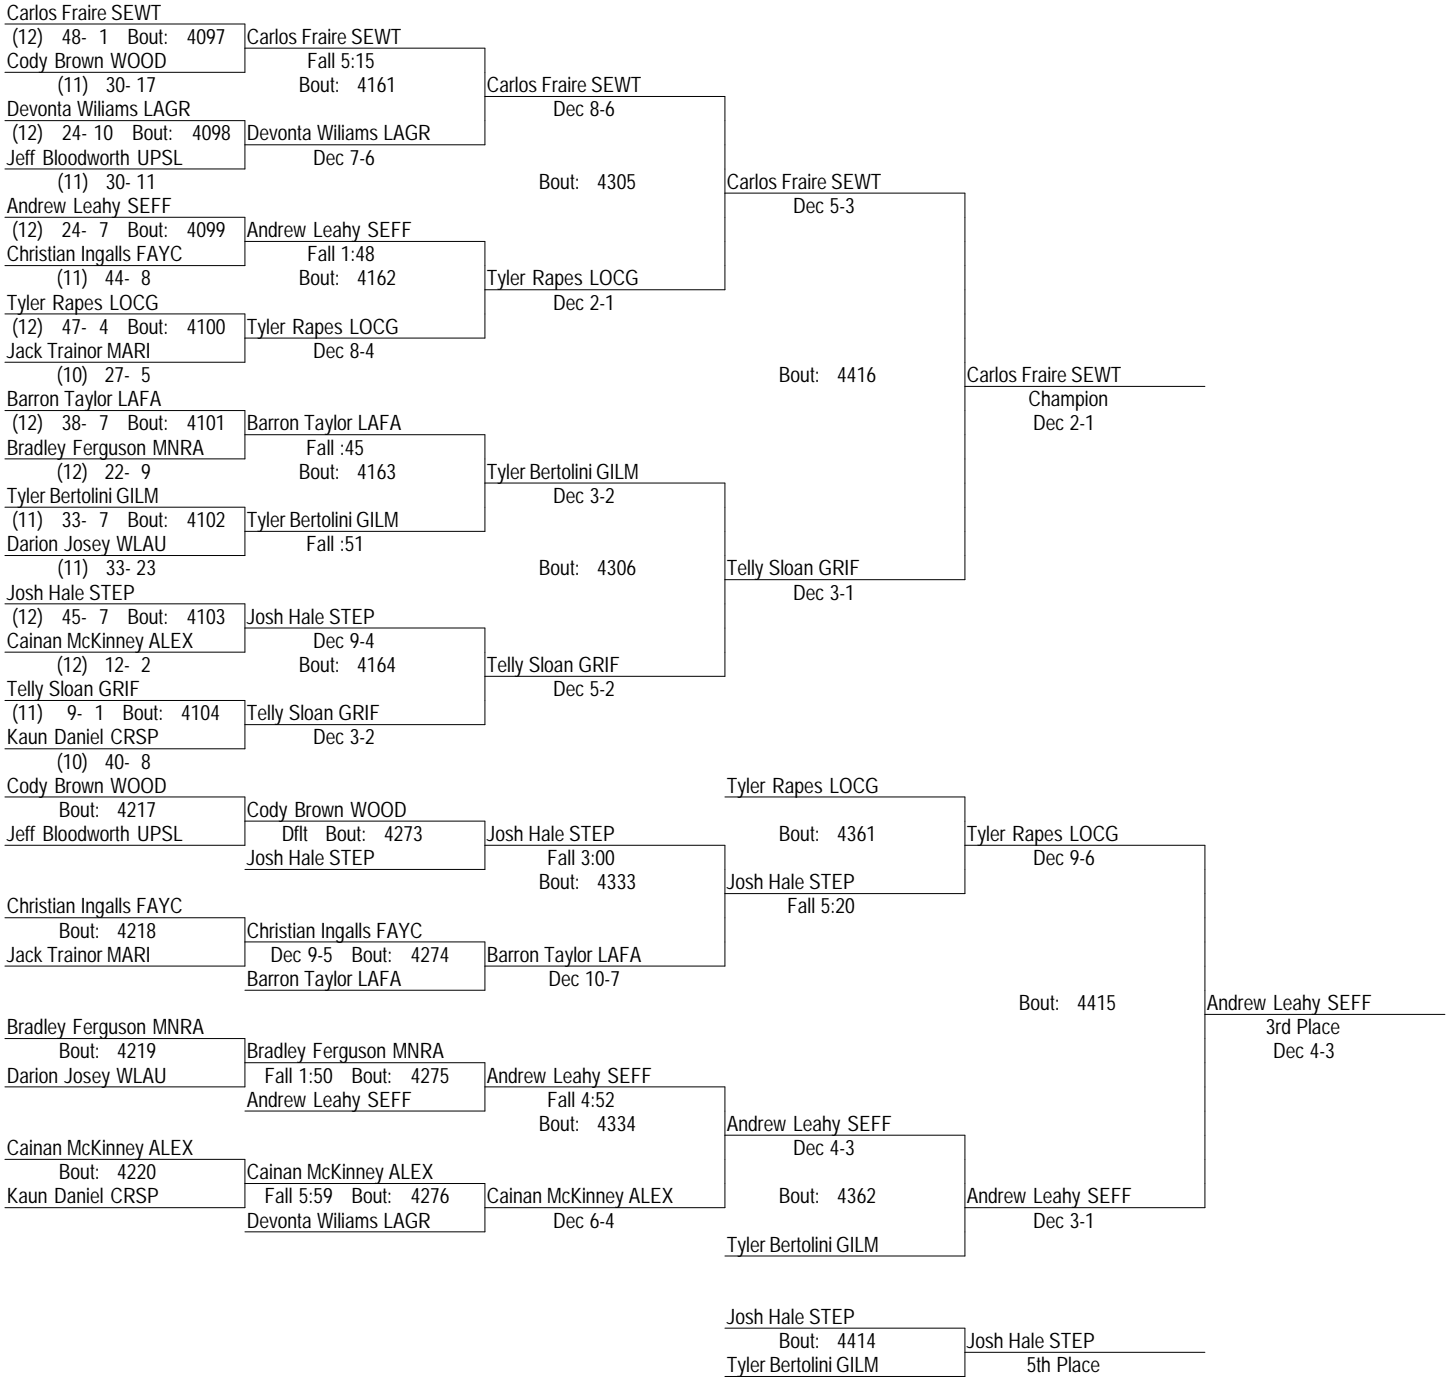 Carlos Fraire SEWT
(12) 48- 1 Bout: 4097 Carlos Fraire SEWT
Cody Brown WOOD Fall 5:15
(11) 30- 17 Bout: 4161 Carlos Fraire SEWT
Devonta Wiliams LAGR Dec 8-6
(12) 24- 10 Bout: 4098 Devonta Wiliams LAGR
Jeff Bloodworth UPSL Dec 7-6
(11) 30- 11 Bout: 4305 Carlos Fraire SEWT
Andrew Leahy SEFF Dec 5-3
(12) 24- 7 Bout: 4099 Andrew Leahy SEFF
Christian Ingalls FAYC Fall 1:48
(11) 44- 8 Bout: 4162 Tyler Rapes LOCG
Tyler Rapes LOCG Dec 2-1
(12) 47- 4 Bout: 4100 Tyler Rapes LOCG
Jack Trainor MARI Dec 8-4
(10) 27- 5 Bout: 4416 Carlos Fraire SEWT
Barron Taylor LAFA Champion
(12) 38- 7 Bout: 4101 Barron Taylor LAFA Dec 2-1
Bradley Ferguson MNRA Fall :45
(12) 22- 9 Bout: 4163 Tyler Bertolini GILM
Tyler Bertolini GILM Dec 3-2
(11) 33- 7 Bout: 4102 Tyler Bertolini GILM
Darion Josey WLAU Fall :51
(11) 33- 23 Bout: 4306 Telly Sloan GRIF
Josh Hale STEP Dec 3-1
(12) 45- 7 Bout: 4103 Josh Hale STEP
Cainan McKinney ALEX Dec 9-4
(12) 12- 2 Bout: 4164 Telly Sloan GRIF
Telly Sloan GRIF Dec 5-2
(11) 9- 1 Bout: 4104 Telly Sloan GRIF
Kaun Daniel CRSP Dec 3-2
(10) 40- 8
Cody Brown WOOD Tyler Rapes LOCG
Bout: 4217 Cody Brown WOOD
Jeff Bloodworth UPSL Dflt Bout: 4273 Josh Hale STEP Bout: 4361 Tyler Rapes LOCG
Josh Hale STEP Fall 3:00 Dec 9-6
Bout: 4333 Josh Hale STEP
Christian Ingalls FAYC Fall 5:20
Bout: 4218 Christian Ingalls FAYC
Jack Trainor MARI Dec 9-5 Bout: 4274 Barron Taylor LAFA
Barron Taylor LAFA Dec 10-7
Bout: 4415 Andrew Leahy SEFF
Bradley Ferguson MNRA 3rd Place
Bout: 4219 Bradley Ferguson MNRA Dec 4-3
Darion Josey WLAU Fall 1:50 Bout: 4275 Andrew Leahy SEFF
Andrew Leahy SEFF Fall 4:52
Bout: 4334 Andrew Leahy SEFF
Cainan McKinney ALEX Dec 4-3
Bout: 4220 Cainan McKinney ALEX
Kaun Daniel CRSP Fall 5:59 Bout: 4276 Cainan McKinney ALEX Bout: 4362 Andrew Leahy SEFF
Devonta Wiliams LAGR Dec 6-4 Dec 3-1
Tyler Bertolini GILM
Josh Hale STEP
Bout: 4414 Josh Hale STEP
Tyler Bertolini GILM 5th Place